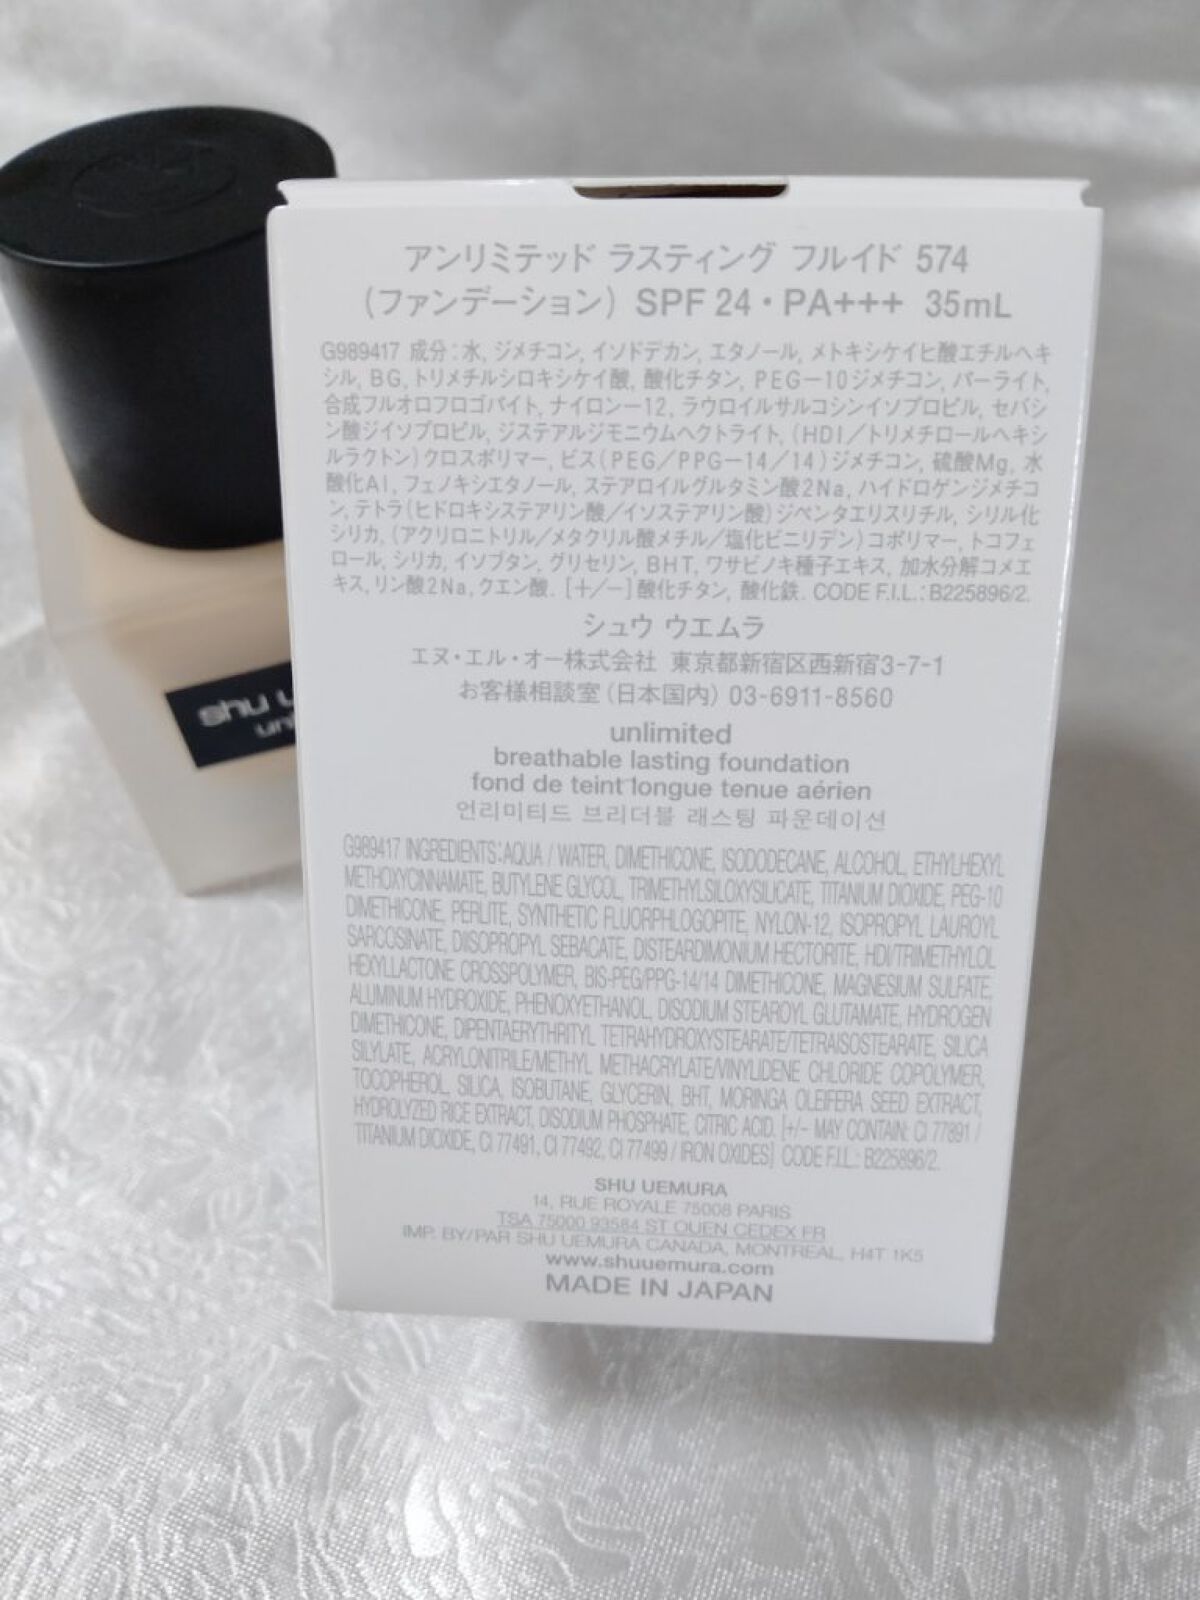 アンリミテッド ラスティング フルイド 574
(ファンデーション) SPF 24・PA+++ 35mL
G989417 成分:水, ジメチコン, イソドデカン, エタノール, メトキシケイヒ酸エチルヘキ
シル, BG, トリメチルシロキシケイ酸, 酸化チタン, PEG-10ジメチコン, パーライト,
合成フルオロフロゴパイト, ナイロン-12, ラウロイルサルコシンイソプロピル, セバシ
ン酸ジイソプロピル, ジステアルジモニウムヘクトライト, (HDI/トリメチロールヘキシ
ルラクトン)クロスポリマー, ビス(PEG/PPG-14/14)ジメチコン, 硫酸Mg, 水
酸化Al, フェノキシエタノール, ステアロイルグルタミン酸2Na, ハイドロゲンジメチコ
ン, テトラ(ヒドロキシステアリン酸/イソステアリン酸)ジペンタエリスリチル, シリル化
シリカ, (アクリロニトリル/メタクリル酸メチル/塩化ビニリデン)コポリマー, トコフェ
ロール, シリカ, イソブタン, グリセリン, BHT, ワサビノキ種子エキス, 加水分解コメエ
キス, リン酸2Na, クエン酸. [+/-]酸化チタン, 酸化鉄. CODE F.I.L.:B225896/2.
シュウ ウエムラ
エヌ・エル・オー株式会社 東京都新宿区西新宿3-7-1
お客様相談室(日本国内) 03-6911-8560
unlimited
breathable lasting foundation
fond de teint longue tenue aérien
언리미티드 브리더블 래스팅 파운데이션
G989417 INGREDIENTS: AQUA / WATER, DIMETHICONE, ISODODECANE, ALCOHOL, ETHYLHEXYL
METHOXYCINNAMATE, BUTYLENE GLYCOL, TRIMETHYLSILOXYSILICATE, TITANIUM DIOXIDE, PEG-10
DIMETHICONE, PERLITE, SYNTHETIC FLUORPHLOGOPITE, NYLON-12, ISOPROPYL LAUROYL
SARCOSINATE, DIISOPROPYL SEBACATE, DISTEARDIMONIUM HECTORITE, HDI/TRIMETHYLOL
HEXYLLACTONE CROSSPOLYMER, BIS-PEG/PPG-14/14 DIMETHICONE, MAGNESIUM SULFATE,
ALUMINUM HYDROXIDE, PHENOXYETHANOL, DISODIUM STEAROYL GLUTAMATE, HYDROGEN
DIMETHICONE, DIPENTAERYTHRITYL TETRAHYDROXYSTEARATE/TETRAISOSTEARATE, SILICA
SILYLATE, ACRYLONITRILE/METHYL METHACRYLATE/VINYLIDENE CHLORIDE COPOLYMER,
TOCOPHEROL, SILICA, ISOBUTANE, GLYCERIN, BHT, MORINGA OLEIFERA SEED EXTRACT,
HYDROLYZED RICE EXTRACT, DISODIUM PHOSPHATE, CITRIC ACID. [+/- MAY CONTAIN: CI 77891 /
TITANIUM DIOXIDE, CI 77491, CI 77492, CI 77499 / IRON OXIDES] CODE F.I.L.: B225896/2.
SHU UEMURA
14, RUE ROYALE 75008 PARIS
TSA 75000 93584 ST OUEN CEDEX FR
IMP. BY/PAR SHU UEMURA CANADA, MONTREAL, H4T 1K5
www.shuuemura.com
MADE IN JAPAN
shu